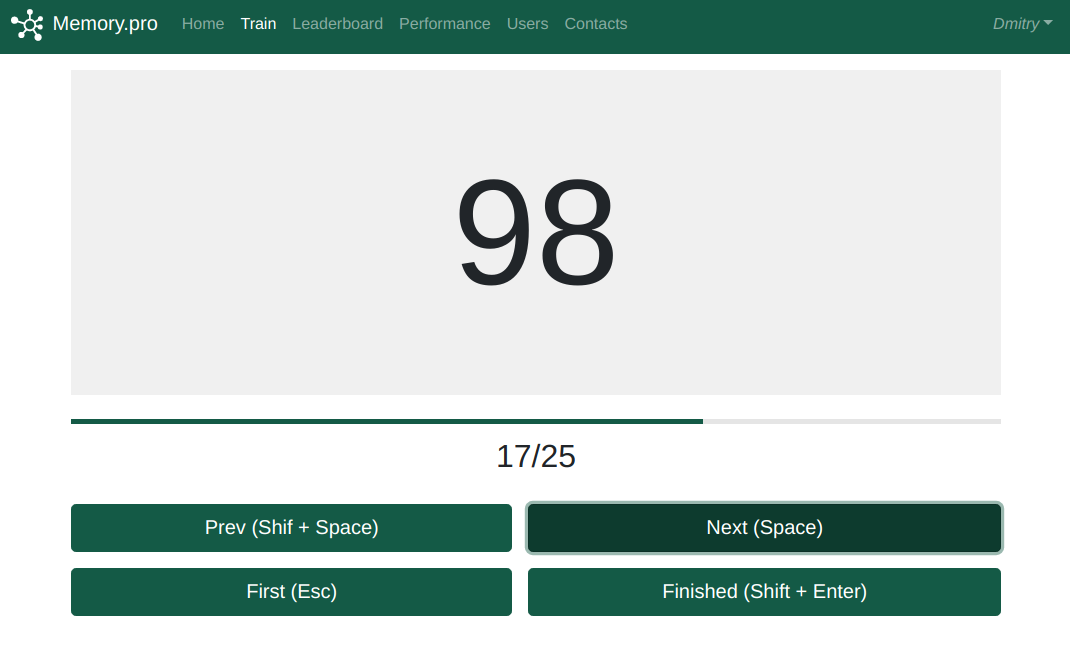 Memory.pro Home Train Leaderboard Performance Users Contacts Dmitry
98
17/25
Prev (Shif + Space) Next (Space)
First (Esc) Finished (Shift + Enter)